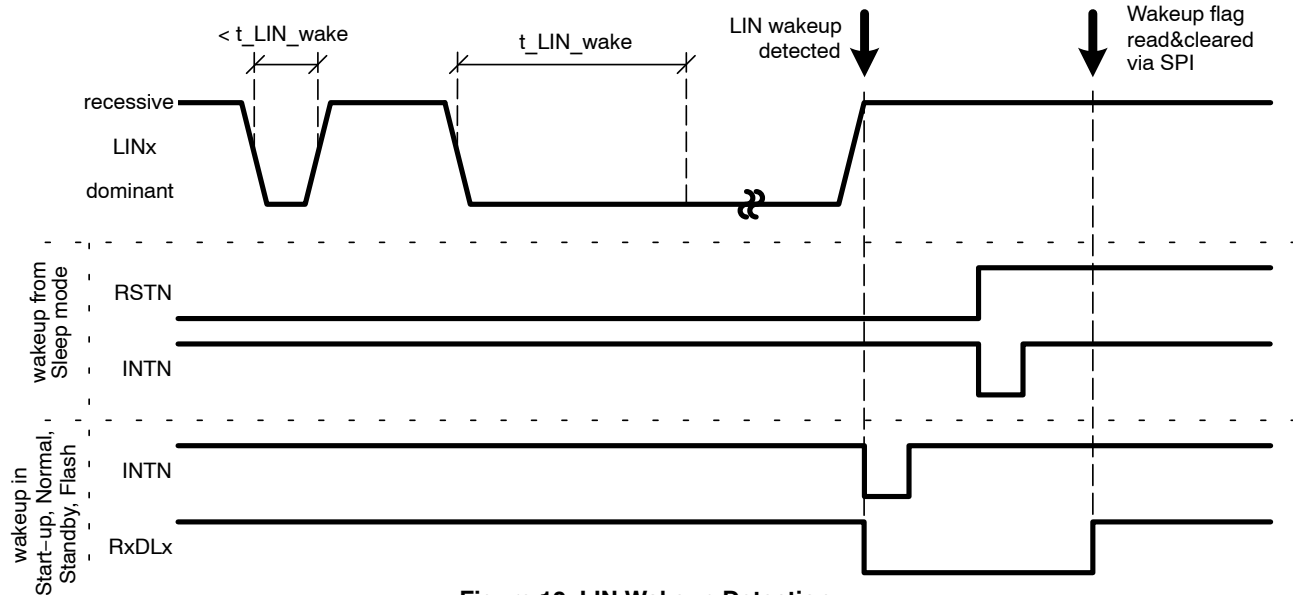 < t_LIN_wake
t_LIN_wake
LIN wakeup
detected
Wakeup flag
read&cleared
via SPI
recessive
LINx
dominant
wakeup from
Sleep mode
RSTN
INTN
wakeup in
Start-up, Normal,
Standby, Flash
INTN
RxDLx